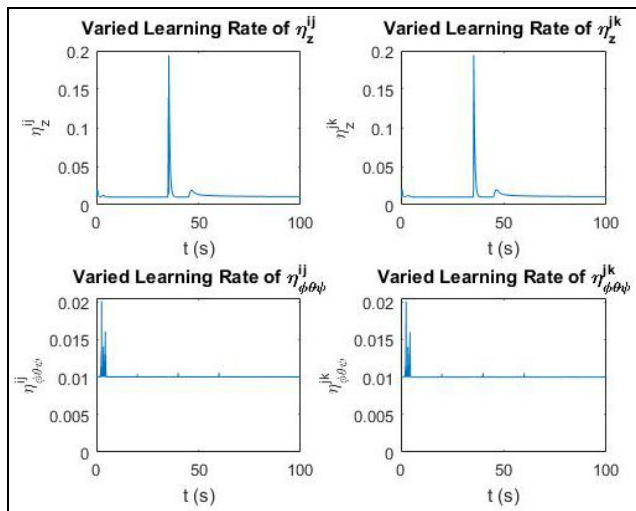 Varied Learning Rate of η_z^ij
0.2
0.15
0.1
0.05
0
η_z^ij
0 50 100
t (s)
Varied Learning Rate of η_z^jk
0.2
0.15
0.1
0.05
0
η_z^jk
0 50 100
t (s)
Varied Learning Rate of η_ϕθψ^ij
0.02
0.015
0.01
0.005
0
η_ϕθψ^ij
0 50 100
t (s)
Varied Learning Rate of η_ϕθψ^jk
0.02
0.015
0.01
0.005
0
η_ϕθψ^jk
0 50 100
t (s)